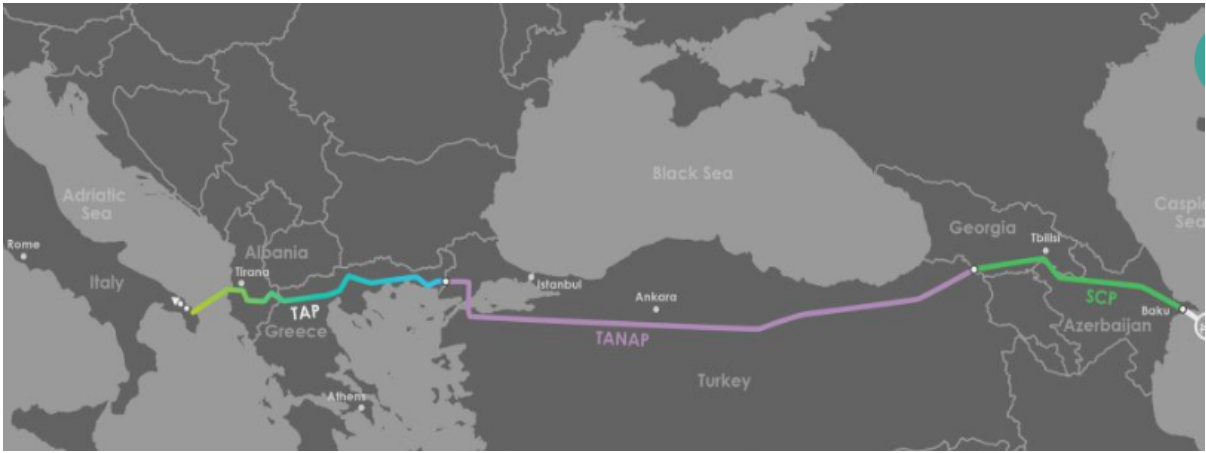 Black Sea
Adriatic
Sea
Caspi
Sea
Rome
Albania
Georgia
Tbilisi
Italy
Tirana
Istanbul
Ankara
TAP
SCP
Baku
Greece
Azerbaijan
TANAP
Turkey
Athens